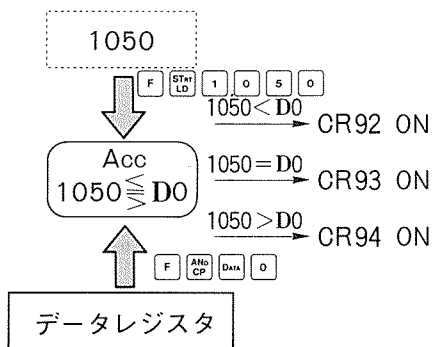 1050
F STRT LD 1 0 5 0
1050<D0
CR92 ON
Acc
1050≦>D0
1050=D0
CR93 ON
1050>D0
CR94 ON
F AND CP DATA 0
データレジスタ